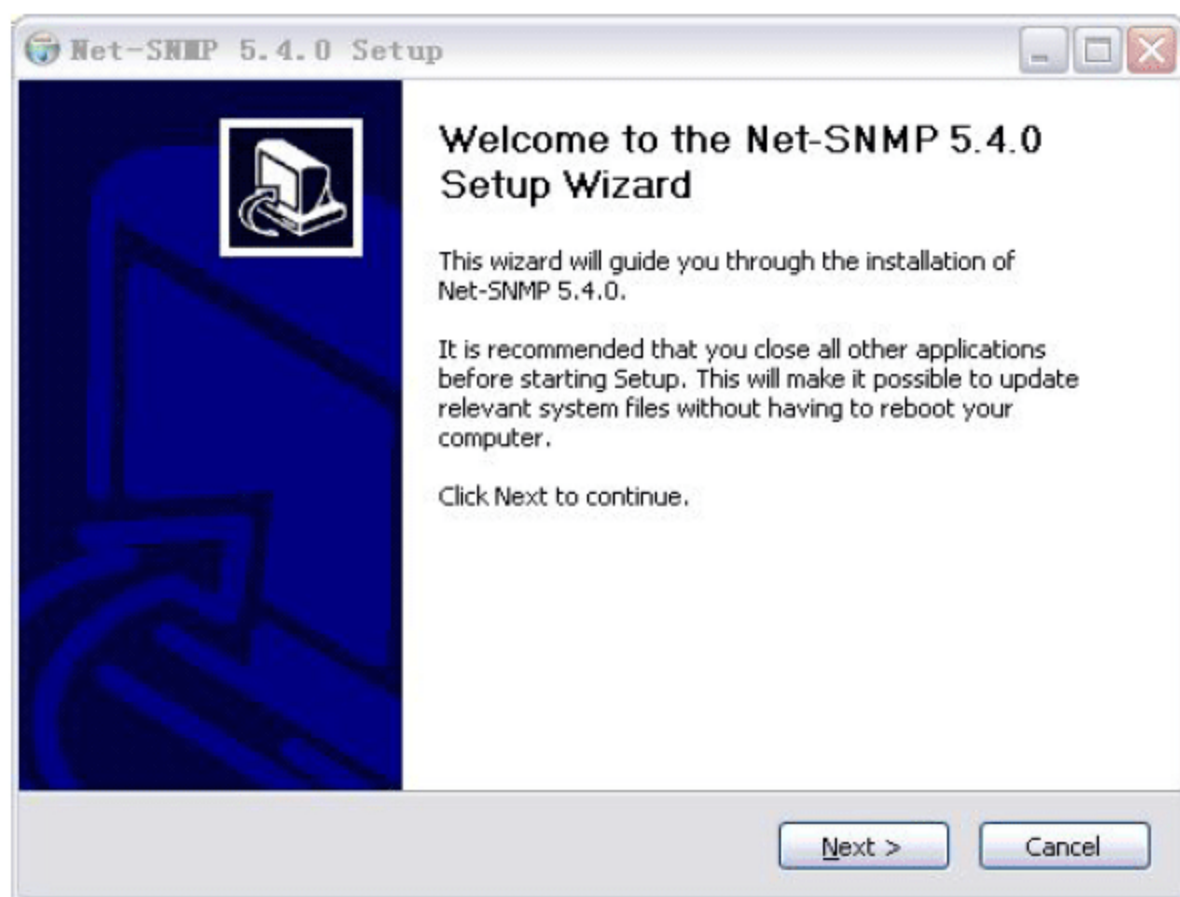 Net-SNMP 5.4.0 Setup
Welcome to the Net-SNMP 5.4.0
Setup Wizard
This wizard will guide you through the installation of
Net-SNMP 5.4.0.
It is recommended that you close all other applications
before starting Setup. This will make it possible to update
relevant system files without having to reboot your
computer.
Click Next to continue.
Next >
Cancel